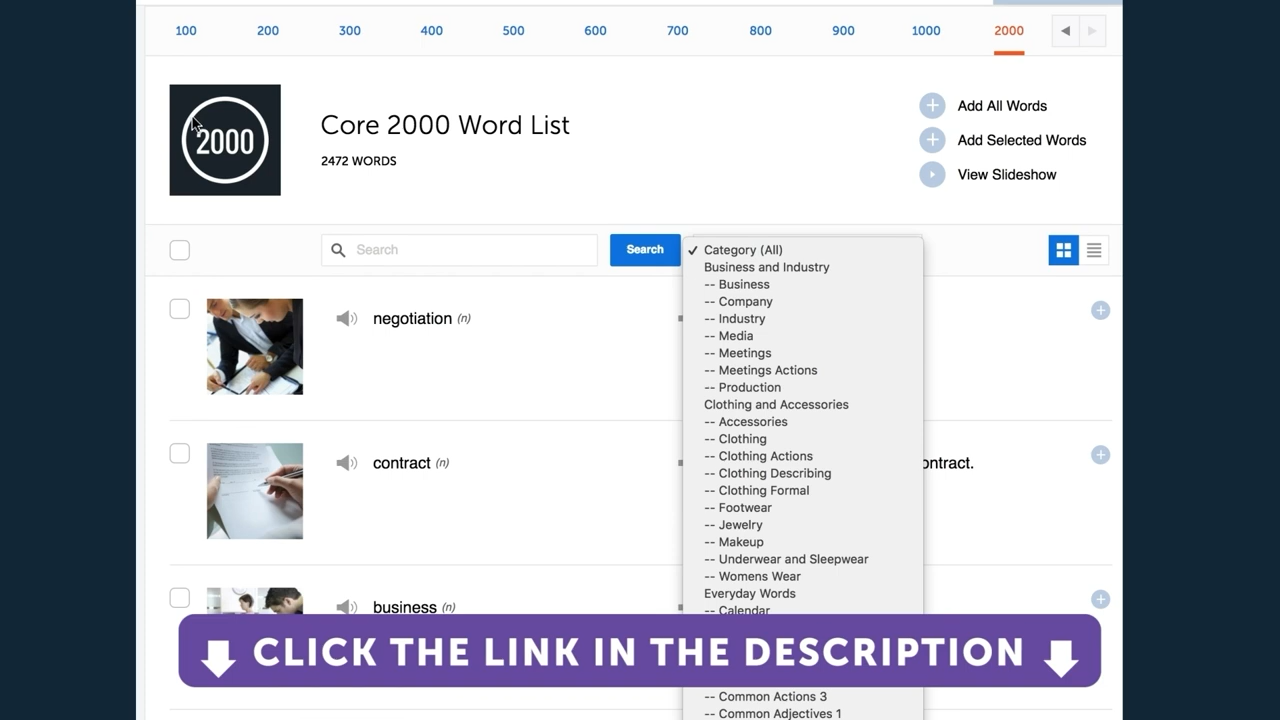 100 200 300 400 500 600 700 800 900 1000 2000
2000
Core 2000 Word List
2472 WORDS
Add All Words
Add Selected Words
View Slideshow
Search
Search
Category (All)
Business and Industry
-- Business
-- Company
-- Industry
-- Media
-- Meetings
-- Meetings Actions
-- Production
Clothing and Accessories
-- Accessories
-- Clothing
-- Clothing Actions
-- Clothing Describing
-- Clothing Formal
-- Footwear
-- Jewelry
-- Makeup
-- Underwear and Sleepwear
-- Womens Wear
Everyday Words
-- Calendar
-- Common Actions 3
-- Common Adjectives 1
negotiation (n)
contract (n)
ontract.
business (n)
CLICK THE LINK IN THE DESCRIPTION